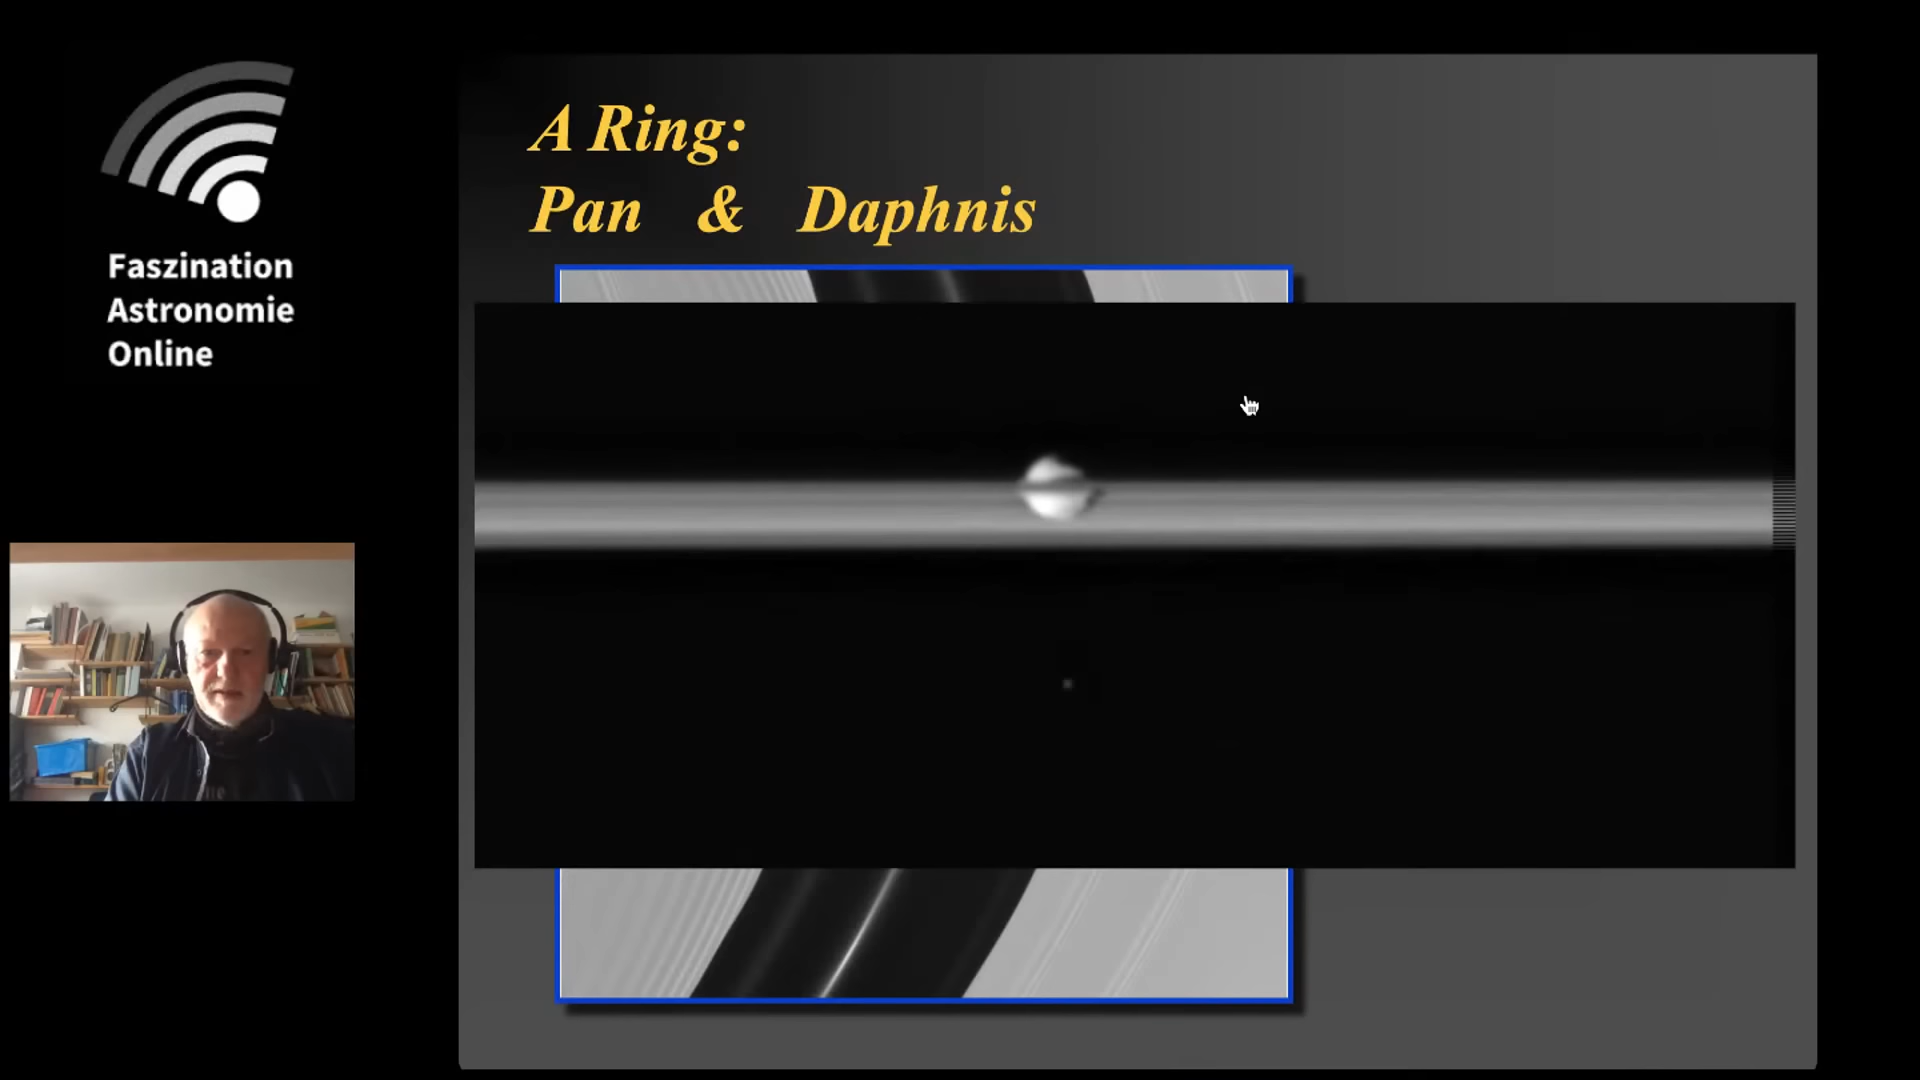 Faszination
Astronomie
Online
A Ring:
Pan & Daphnis